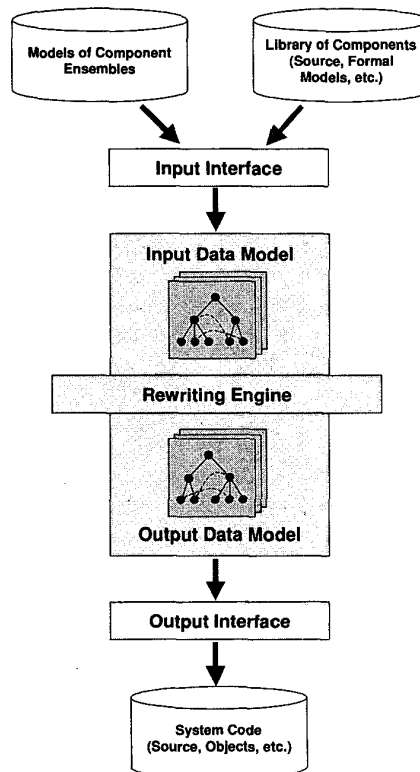 Models of Component
Ensembles
Library of Components
(Source, Formal
Models, etc.)
Input Interface
Input Data Model
Rewriting Engine
Output Data Model
Output Interface
System Code
(Source, Objects, etc.)